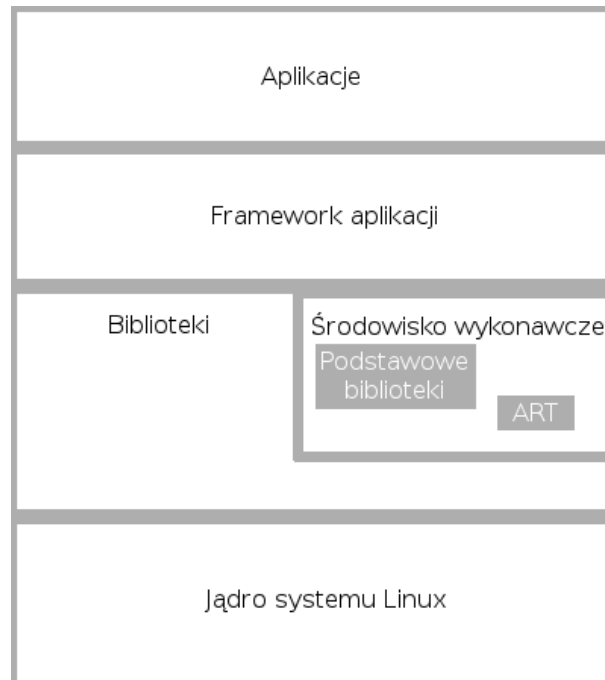 Aplikacje
Framework aplikacji
Biblioteki
Środowisko wykonawcze
Podstawowe
biblioteki
ART
Jądro systemu Linux